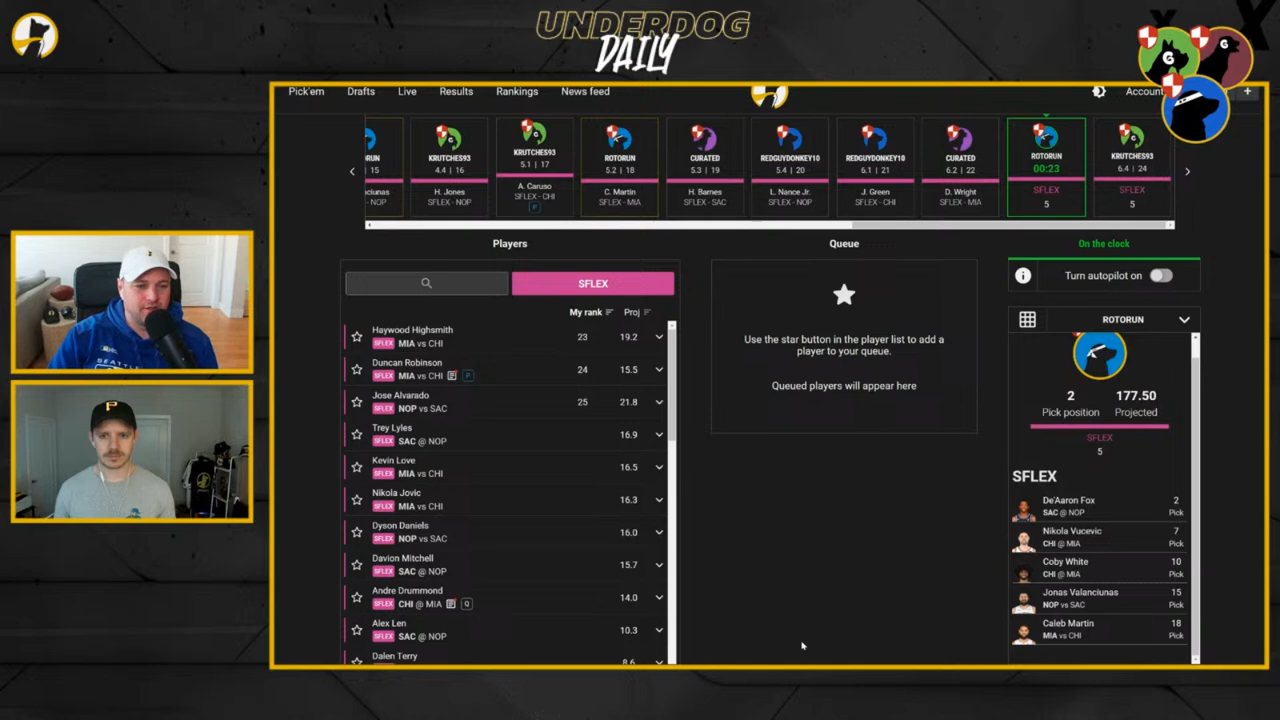 UNDERDOG
DAILY
Pick'em Drafts Live Results Rankings News feed Account +
RUN KRUTCHES93 KRUTCHES93 ROTORUN CURATED REDGUYDONKEY10 REDGUYDONKEY10 CURATED ROTORUN KRUTCHES93
15 4.4 | 16 5.1 | 17 5.2 | 18 5.3 | 19 5.4 | 20 6.1 | 21 6.2 | 22 00:23 6.4 | 24
ciunas H. Jones A. Caruso C. Martin H. Barnes L. Nance Jr. J. Green D. Wright SFLEX SFLEX
- NOP SFLEX - NOP SFLEX - CHI SFLEX - MIA SFLEX - SAC SFLEX - NOP SFLEX - CHI SFLEX - MIA 5 5
P
Players
SFLEX
My rank Proj
Haywood Highsmith
SFLEX MIA vs CHI 23 19.2
Duncan Robinson
SFLEX MIA vs CHI P 24 15.5
Jose Alvarado
SFLEX NOP vs SAC 25 21.8
Trey Lyles
SFLEX SAC @ NOP 16.9
Kevin Love
SFLEX MIA vs CHI 16.5
Nikola Jovic
SFLEX MIA vs CHI 16.3
Dyson Daniels
SFLEX NOP vs SAC 16.0
Davion Mitchell
SFLEX SAC @ NOP 15.7
Andre Drummond
SFLEX CHI @ MIA Q 14.0
Alex Len
SFLEX SAC @ NOP 10.3
Dalen Terry 8.6
Queue
Use the star button in the player list to add a
player to your queue.
Queued players will appear here
On the clock
Turn autopilot on
ROTORUN
2 177.50
Pick position Projected
SFLEX
5
SFLEX
De'Aaron Fox 2
SAC @ NOP Pick
Nikola Vucevic 7
CHI @ MIA Pick
Coby White 10
CHI @ MIA Pick
Jonas Valanciunas 15
NOP vs SAC Pick
Caleb Martin 18
MIA vs CHI Pick
G
G
P
SEATTLE